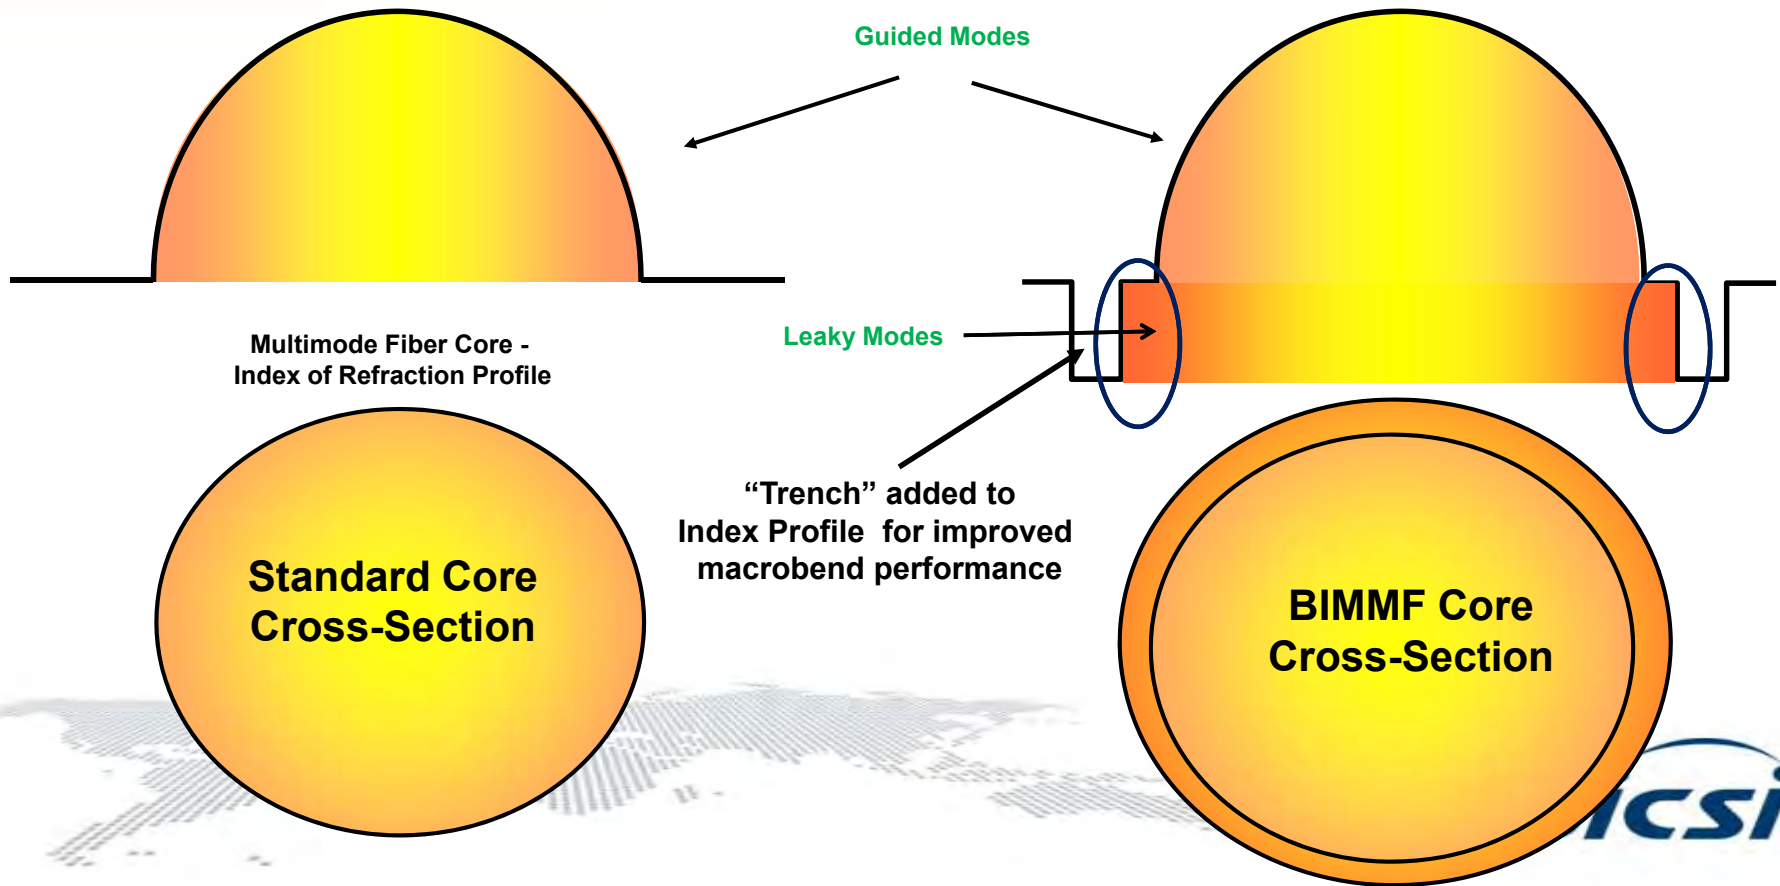 Guided Modes
Multimode Fiber Core -
Index of Refraction Profile
Leaky Modes
“Trench” added to
Index Profile for improved
macrobend performance
Standard Core
Cross-Section
BIMMF Core
Cross-Section